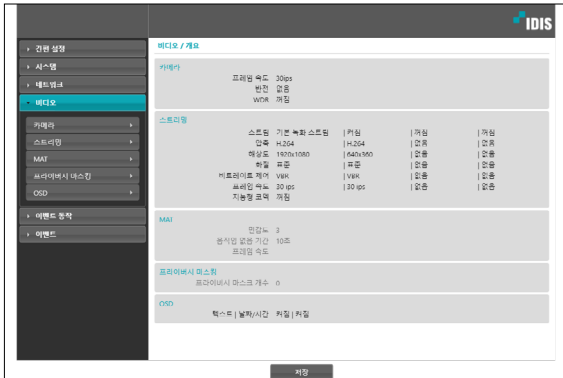 IDIS
간편 설정
시스템
네트워크
비디오
카메라
스트리밍
MAT
프라이버시 마스킹
OSD
이벤트 동작
이벤트
비디오 / 개요
카메라
프레임 속도 30ips
반전 없음
WDR 꺼짐
스트리밍
스트림 기본 녹화 스트림 | 켜짐 | 꺼짐 | 꺼짐
압축 H.264 | H.264 | 없음 | 없음
해상도 1920x1080 | 640x360 | 없음 | 없음
화질 표준 | 표준 | 없음 | 없음
비트레이트 제어 VBR | VBR | 없음 | 없음
프레임 속도 30 ips | 30 ips | 없음 | 없음
지능형 코덱 꺼짐
MAT
민감도 3
움직임 없음 기간 10초
프레임 속도
프라이버시 마스킹
프라이버시 마스크 개수 0
OSD
텍스트 | 날짜/시간 켜짐 | 켜짐
저장